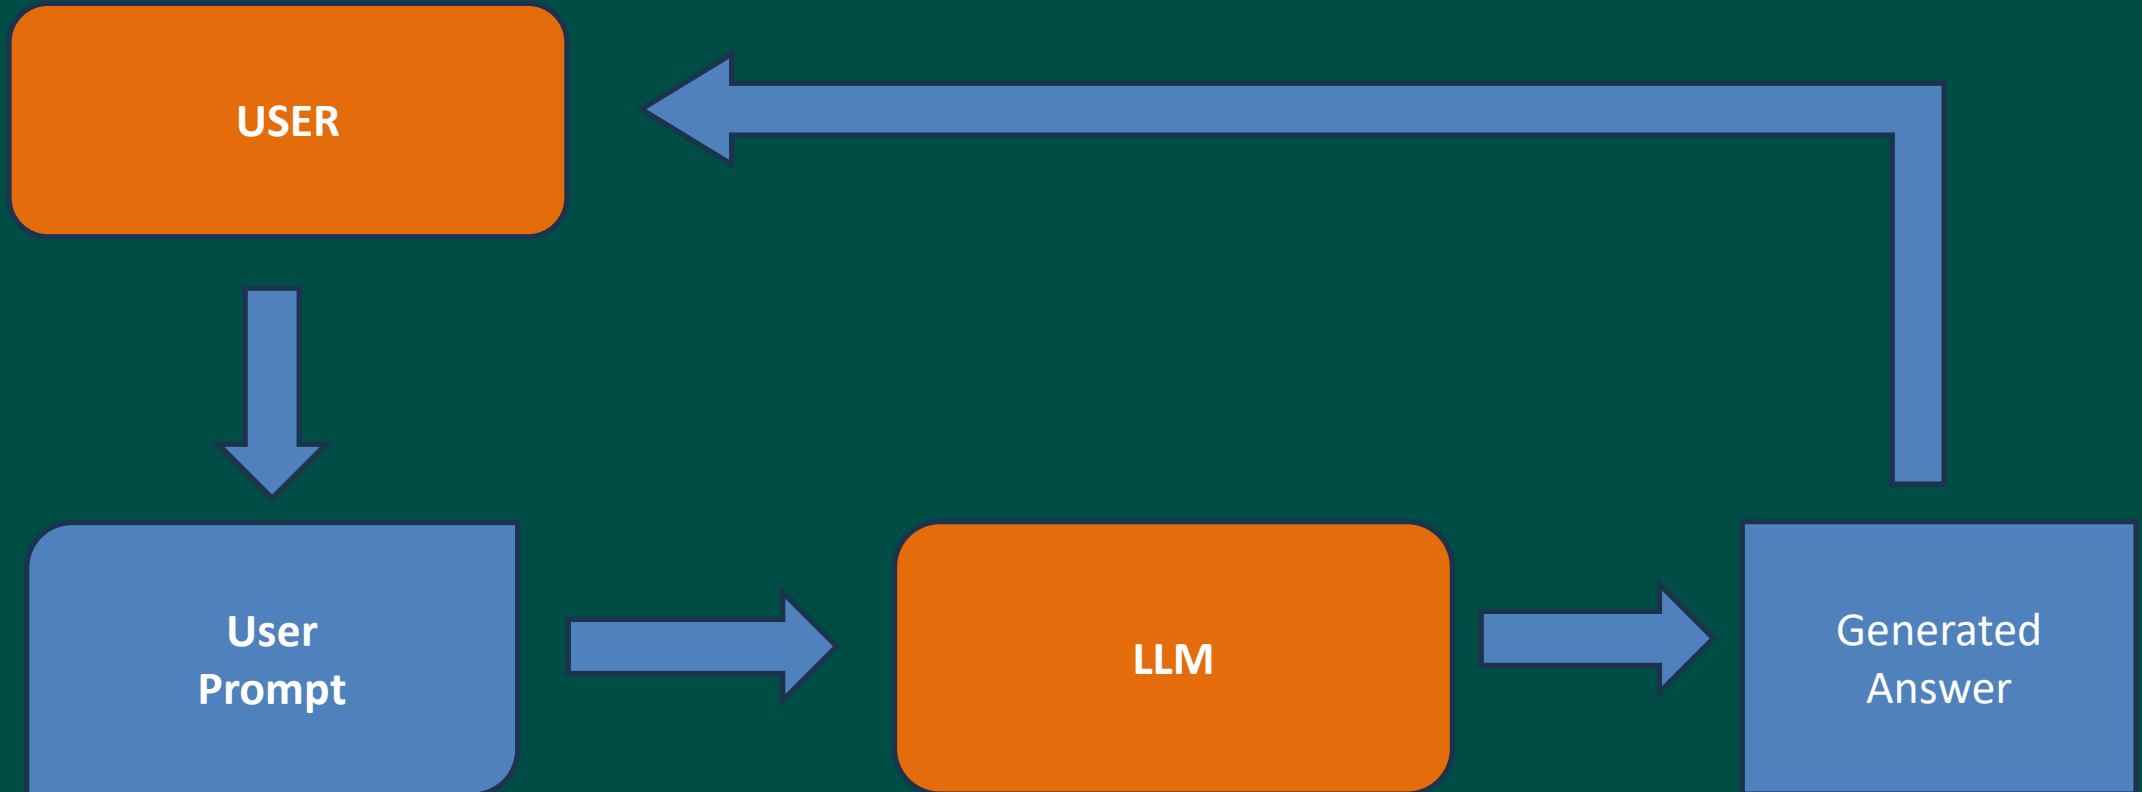 USER
User
Prompt
LLM
Generated
Answer